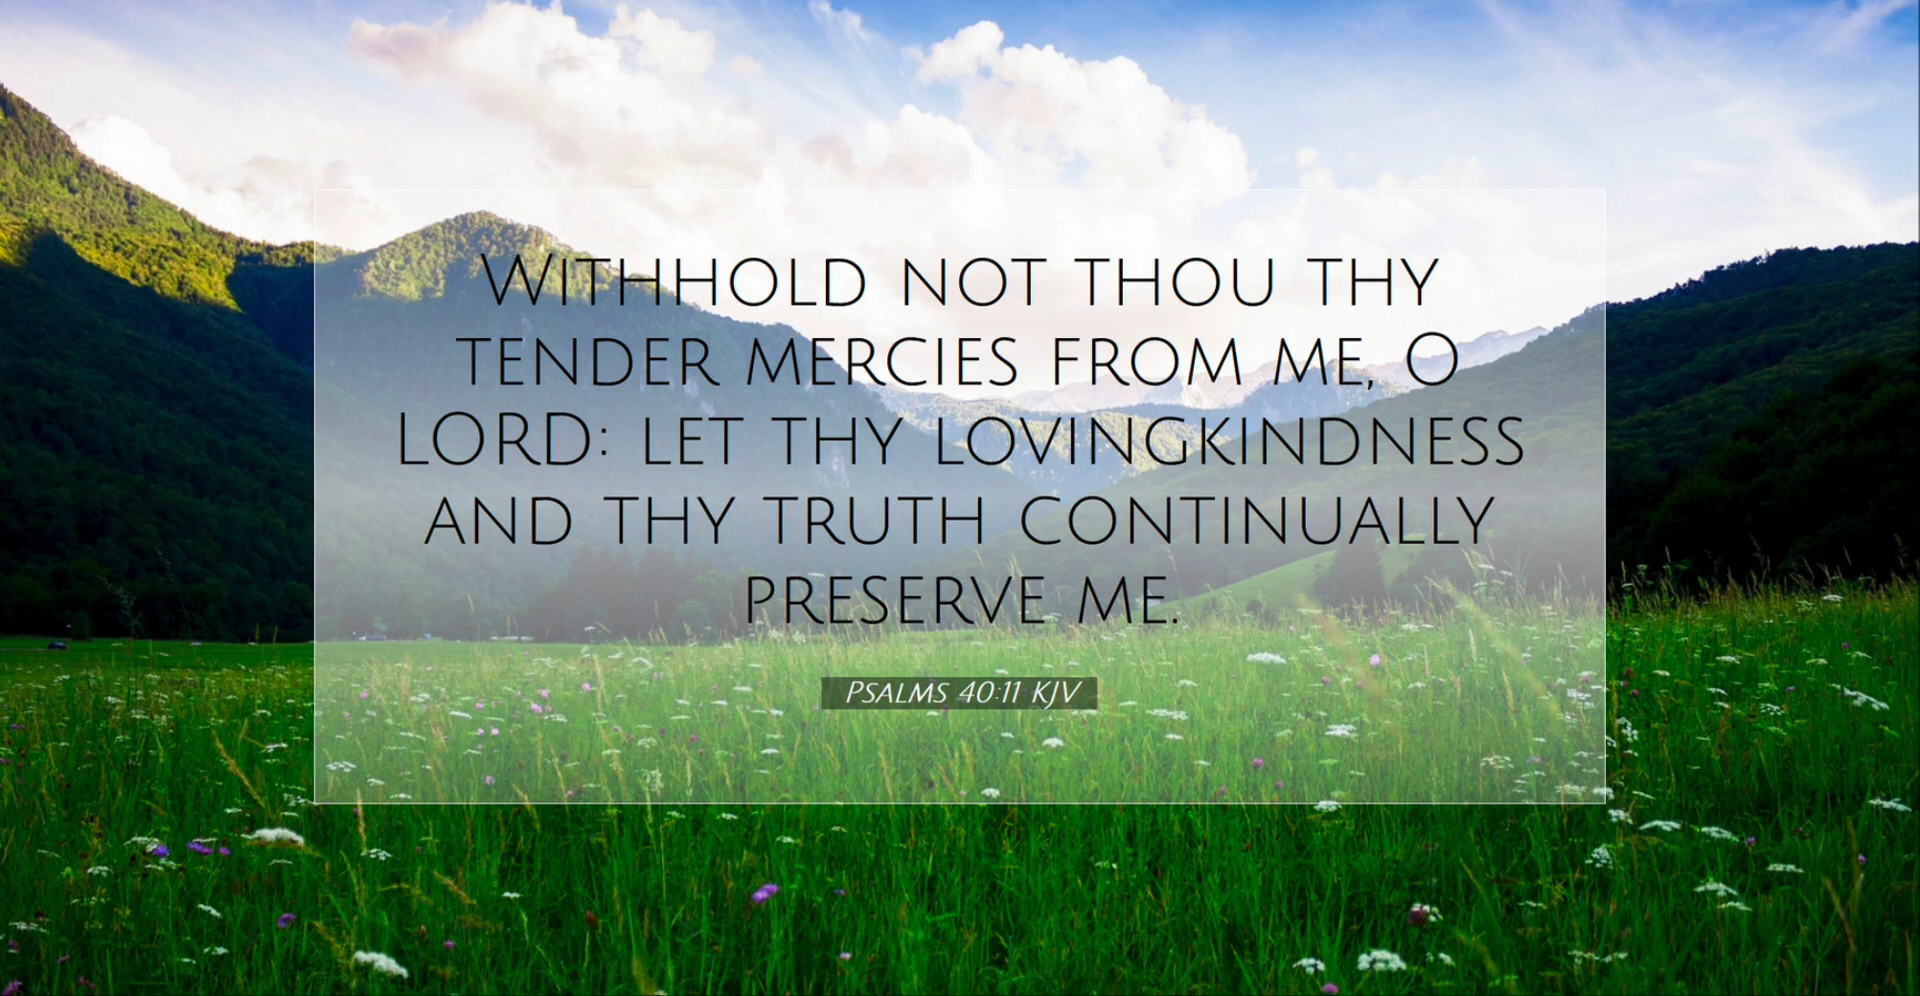 Withhold not thou thy
tender mercies from me, O
LORD: let thy lovingkindness
and thy truth continually
preserve me.
Psalms 40:11 KJV